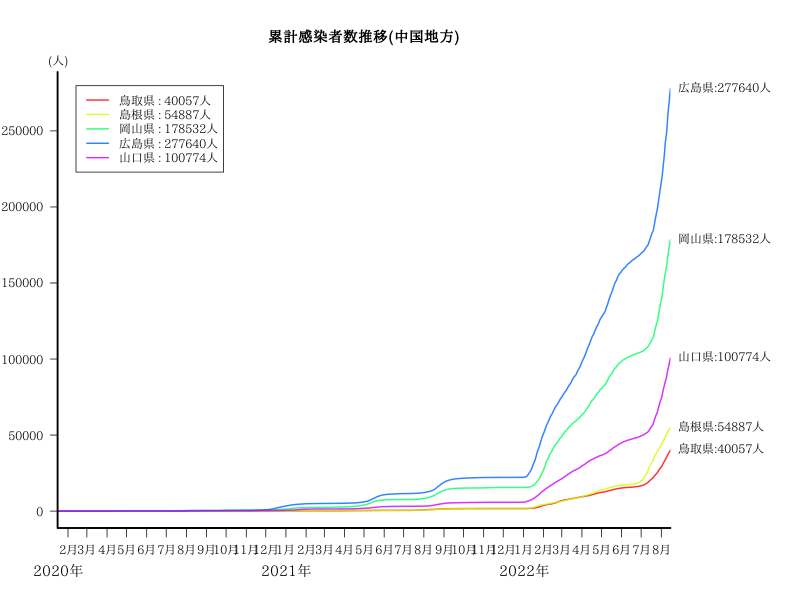 累計感染者数推移(中国地方)
(人)
鳥取県 : 40057人
島根県 : 54887人
岡山県 : 178532人
広島県 : 277640人
山口県 : 100774人
広島県:277640人
250000
200000
岡山県:178532人
150000
100000
山口県:100774人
50000
島根県:54887人
鳥取県:40057人
0
2月3月 4月5月 6月 7月 8月 9月10月11月12月1月 2月3月 4月 5月 6月 7月 8月 9月10月11月12月1月 2月3月 4月 5月 6月 7月 8月
2020年 2021年 2022年